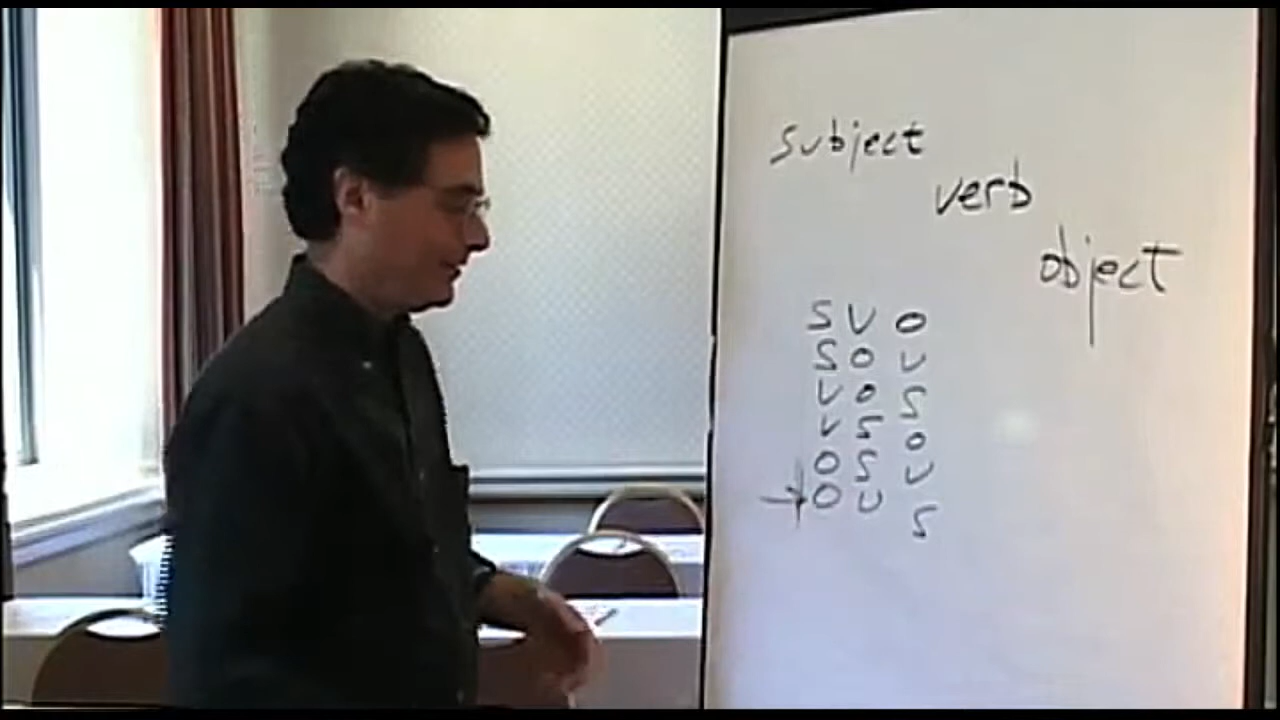 subject
verb
object
S V O
S O V
V O S
V S O
O S V
→ O V S